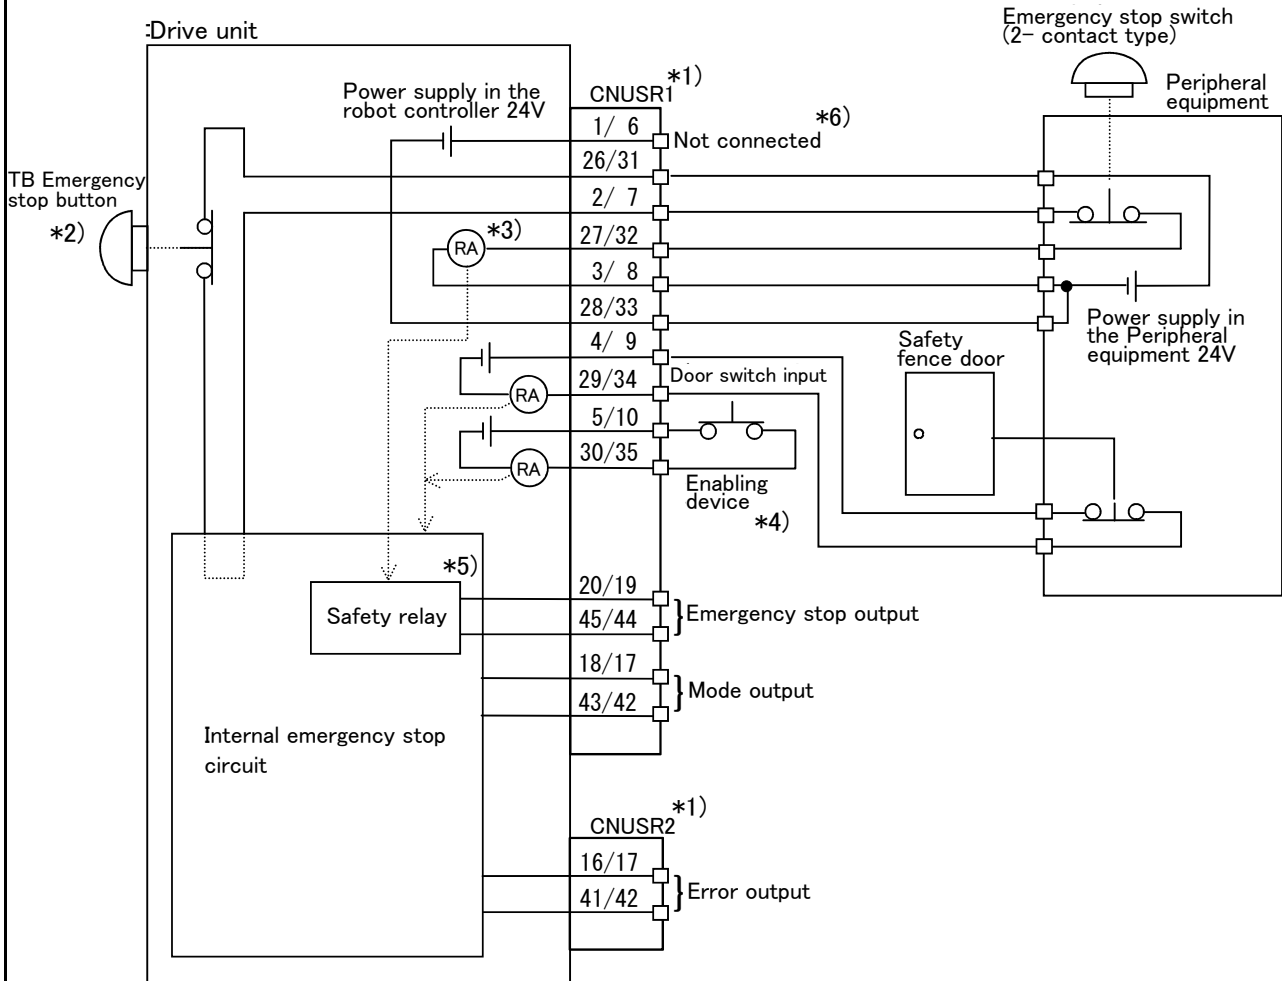 :Drive unit
Emergency stop switch
(2- contact type)
Peripheral
equipment
*1)
CNUSR1
Power supply in the
robot controller 24V
1/ 6
*6)
Not connected
26/31
TB Emergency
stop button
*2)
2/ 7
27/32
RA
*3)
3/ 8
28/33
Power supply in
the Peripheral
equipment 24V
4/ 9
Safety
fence door
29/34
Door switch input
RA
5/10
30/35
RA
Enabling
device
*4)
*5)
Safety relay
20/19
45/44
Emergency stop output
18/17
43/42
Mode output
Internal emergency stop
circuit
*1)
CNUSR2
16/17
41/42
Error output